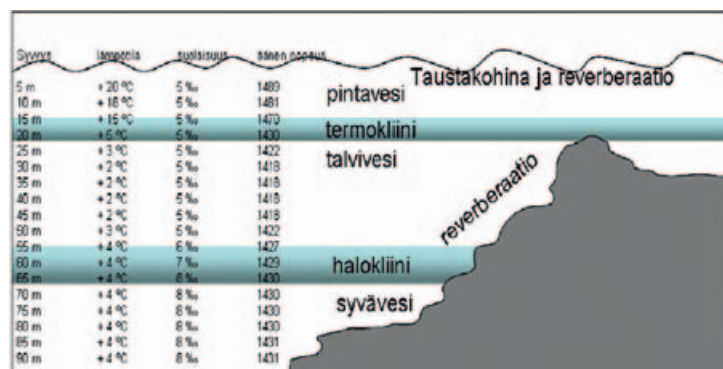 Syvyys lämpötila suolaisuus äänen nopeus
Taustakohina ja reverberaatio
5 m + 20 °C 5 ‰ 1489
pintavesi
10 m + 18 °C 5 ‰ 1481
15 m + 15 °C 5 ‰ 1470
termokliini
20 m + 5 °C 5 ‰ 1430
25 m + 3 °C 5 ‰ 1422
talvivesi
30 m + 2 °C 5 ‰ 1418
35 m + 2 °C 5 ‰ 1418
40 m + 2 °C 5 ‰ 1418
45 m + 2 °C 5 ‰ 1418
50 m + 3 °C 5 ‰ 1422
reverberaatio
55 m + 4 °C 6 ‰ 1427
60 m + 4 °C 7 ‰ 1429
halokliini
65 m + 4 °C 8 ‰ 1430
70 m + 4 °C 8 ‰ 1430
75 m + 4 °C 8 ‰ 1430
syvävesi
80 m + 4 °C 8 ‰ 1430
85 m + 4 °C 8 ‰ 1431
90 m + 4 °C 8 ‰ 1431